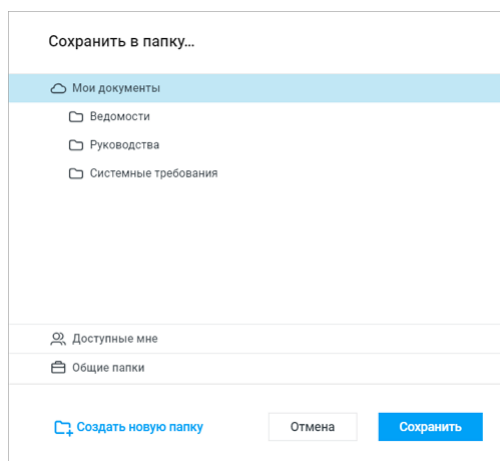 Сохранить в папку...
Мои документы
Ведомости
Руководства
Системные требования
Доступные мне
Общие папки
Создать новую папку
Отмена
Сохранить